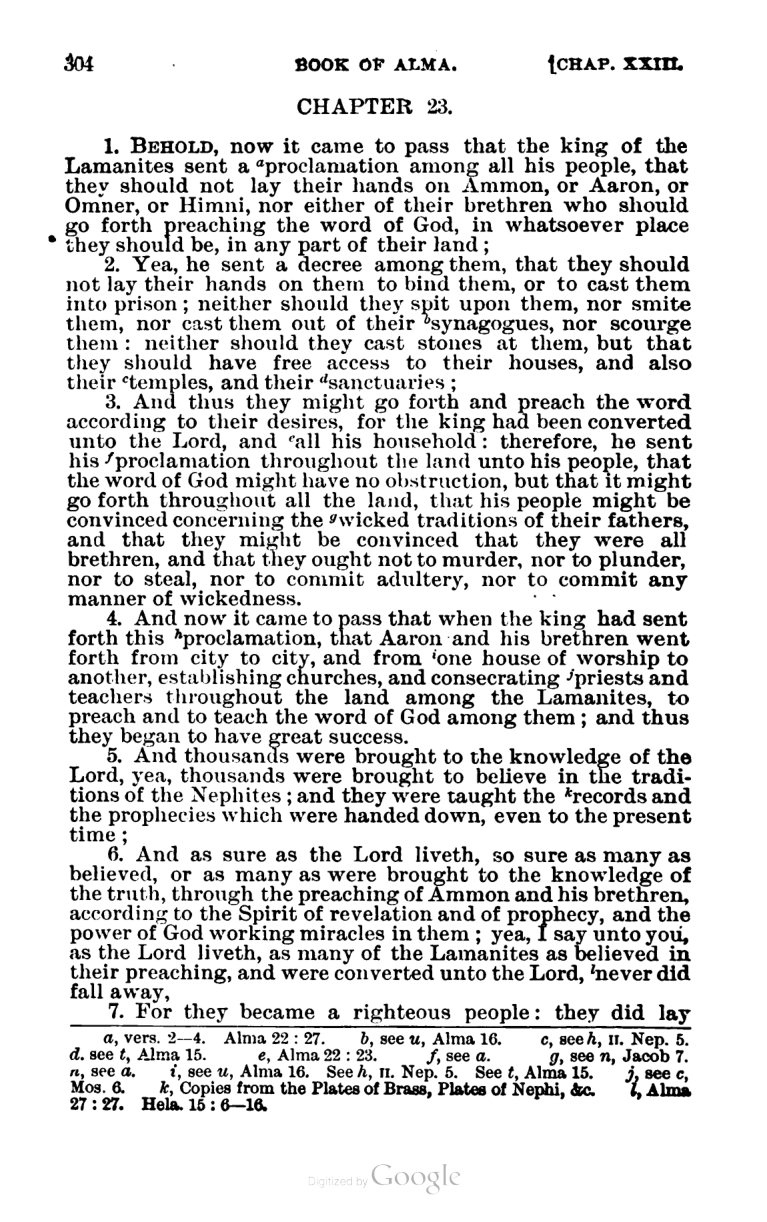 304 BOOK OF ALMA. [CHAP. XXIII.
CHAPTER 23.
1. BEHOLD, now it came to pass that the king of the
Lamanites sent a ᵃproclamation among all his people, that
they should not lay their hands on Ammon, or Aaron, or
Omner, or Himni, nor either of their brethren who should
go forth preaching the word of God, in whatsoever place
they should be, in any part of their land;
2. Yea, he sent a decree among them, that they should
not lay their hands on them to bind them, or to cast them
into prison; neither should they spit upon them, nor smite
them, nor cast them out of their ᵇsynagogues, nor scourge
them: neither should they cast stones at them, but that
they should have free access to their houses, and also
their ᶜtemples, and their ᵈsanctuaries;
3. And thus they might go forth and preach the word
according to their desires, for the king had been converted
unto the Lord, and ᵉall his household: therefore, he sent
his ᶠproclamation throughout the land unto his people, that
the word of God might have no obstruction, but that it might
go forth throughout all the land, that his people might be
convinced concerning the ᵍwicked traditions of their fathers,
and that they might be convinced that they were all
brethren, and that they ought not to murder, nor to plunder,
nor to steal, nor to commit adultery, nor to commit any
manner of wickedness.
4. And now it came to pass that when the king had sent
forth this ʰproclamation, that Aaron and his brethren went
forth from city to city, and from ⁱone house of worship to
another, establishing churches, and consecrating ʲpriests and
teachers throughout the land among the Lamanites, to
preach and to teach the word of God among them; and thus
they began to have great success.
5. And thousands were brought to the knowledge of the
Lord, yea, thousands were brought to believe in the tradi-
tions of the Nephites; and they were taught the ᵏrecords and
the prophecies which were handed down, even to the present
time;
6. And as sure as the Lord liveth, so sure as many as
believed, or as many as were brought to the knowledge of
the truth, through the preaching of Ammon and his brethren,
according to the Spirit of revelation and of prophecy, and the
power of God working miracles in them; yea, I say unto you,
as the Lord liveth, as many of the Lamanites as believed in
their preaching, and were converted unto the Lord, ˡnever did
fall away,
7. For they became a righteous people: they did lay
a, vers. 2--4. Alma 22:27. b, see u, Alma 16. c, see h, II. Nep. 5.
d. see t, Alma 15. e, Alma 22:23. f, see a. g, see n, Jacob 7.
h, see a. i, see u, Alma 16. See h, II. Nep. 5. See t, Alma 15. j, see c,
Mos. 6. k, Copies from the Plates of Brass, Plates of Nephi, &c. l, Alma
27:27. Hela. 15:6—16.
Digitized by Google